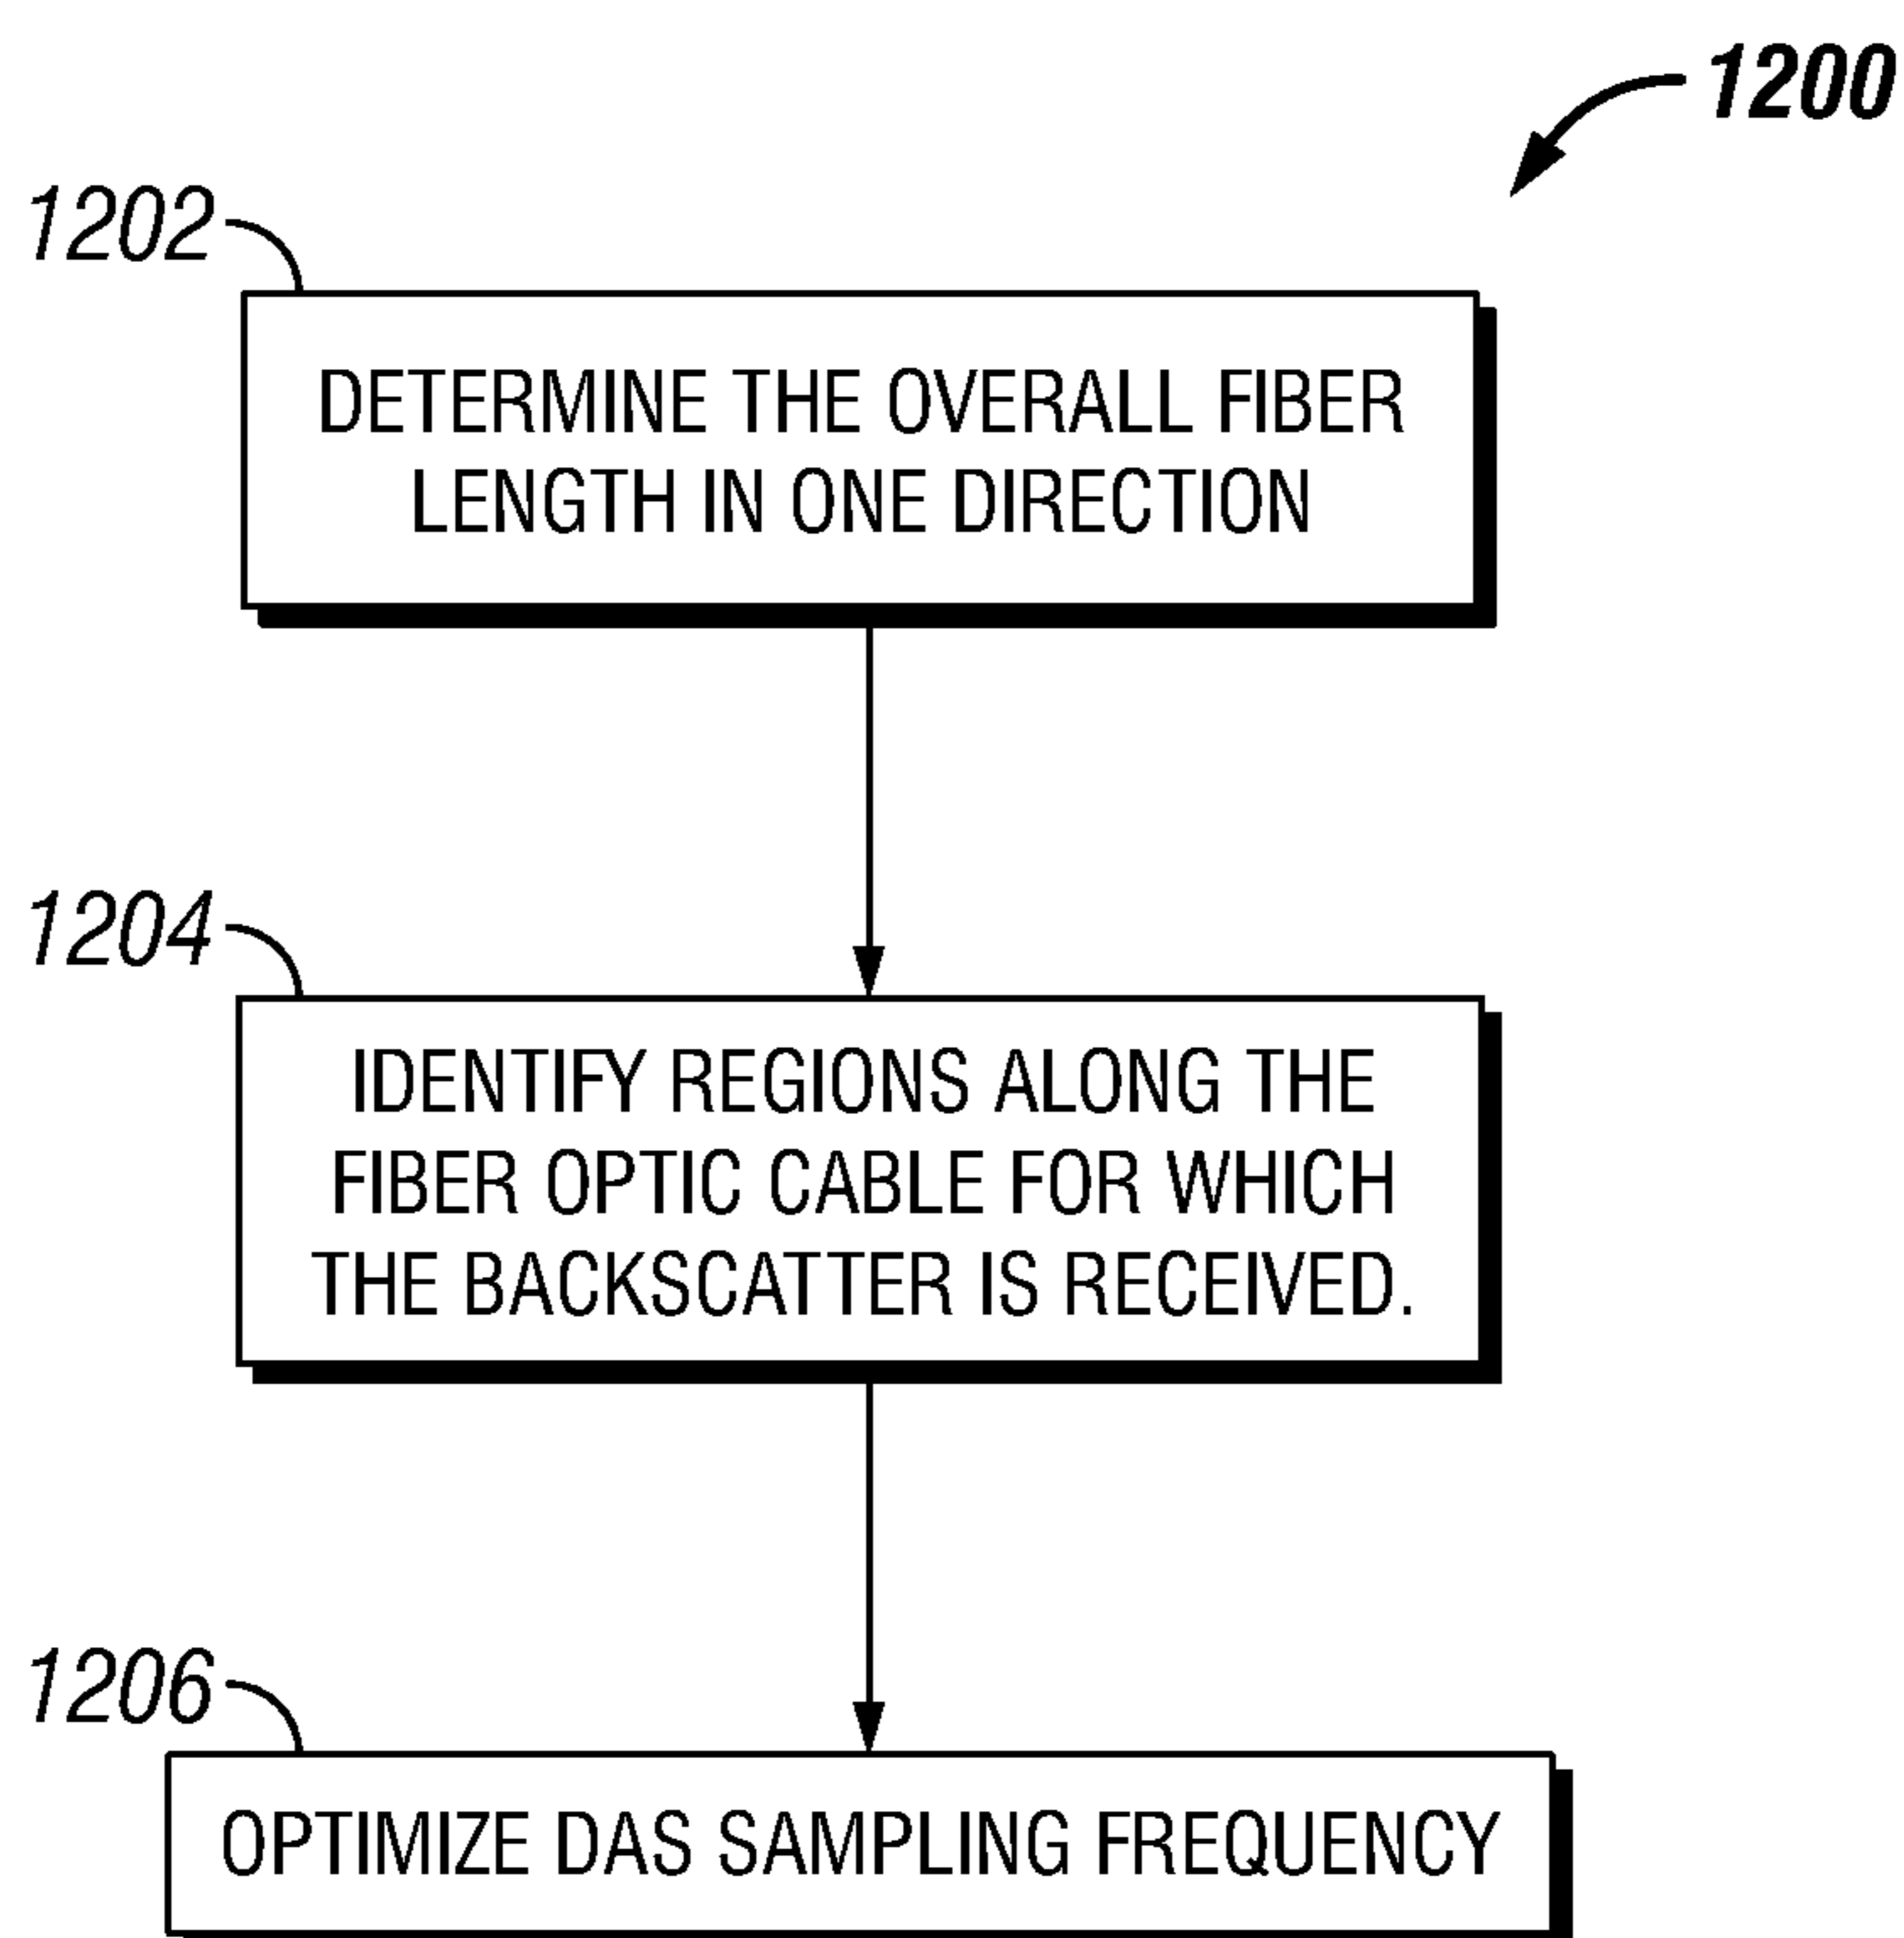 1200
1202
DETERMINE THE OVERALL FIBER
LENGTH IN ONE DIRECTION
1204
IDENTIFY REGIONS ALONG THE
FIBER OPTIC CABLE FOR WHICH
THE BACKSCATTER IS RECEIVED.
1206
OPTIMIZE DAS SAMPLING FREQUENCY